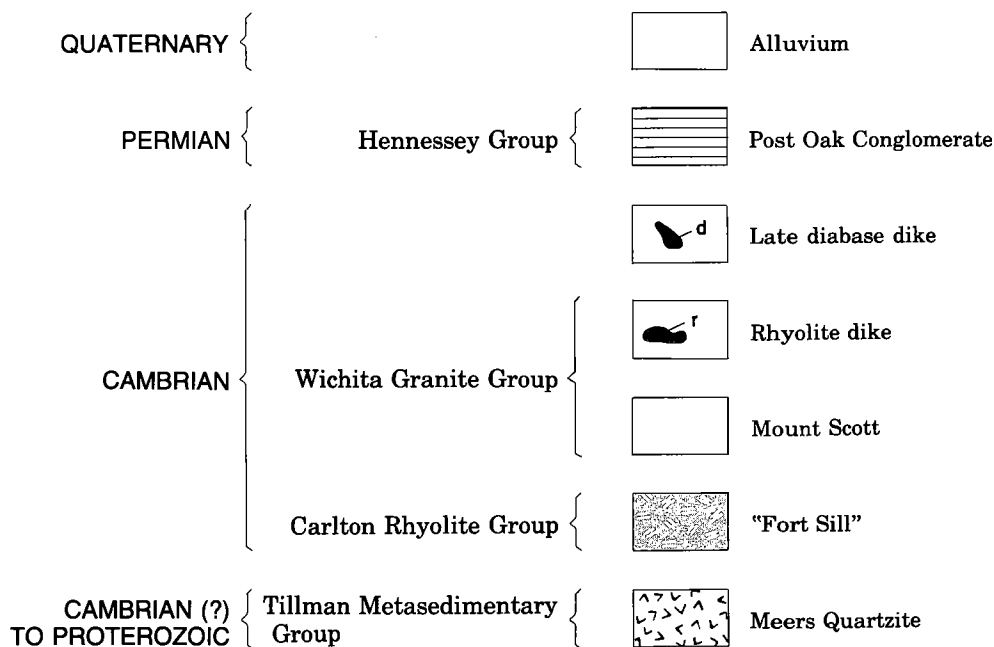 QUATERNARY
Alluvium
PERMIAN
Hennessey Group
Post Oak Conglomerate
d
Late diabase dike
r
Rhyolite dike
CAMBRIAN
Wichita Granite Group
Mount Scott
Carlton Rhyolite Group
"Fort Sill"
CAMBRIAN (?)
TO PROTEROZOIC
Tillman Metasedimentary
Group
Meers Quartzite